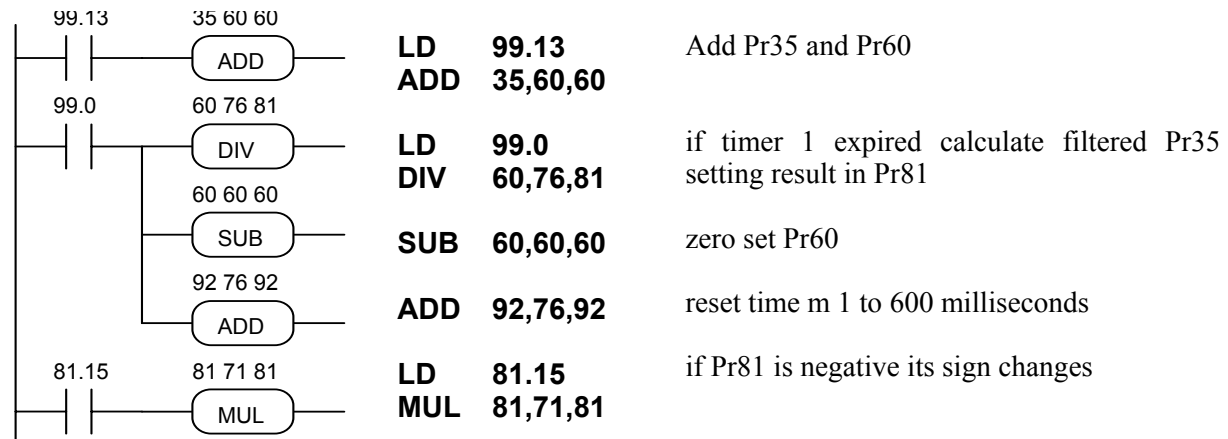 99.13 35 60 60
ADD
LD 99.13 Add Pr35 and Pr60
ADD 35,60,60
99.0 60 76 81
DIV
LD 99.0 if timer 1 expired calculate filtered Pr35
DIV 60,76,81 setting result in Pr81
60 60 60
SUB
SUB 60,60,60 zero set Pr60
92 76 92
ADD
ADD 92,76,92 reset time m 1 to 600 milliseconds
81.15 81 71 81
MUL
LD 81.15 if Pr81 is negative its sign changes
MUL 81,71,81